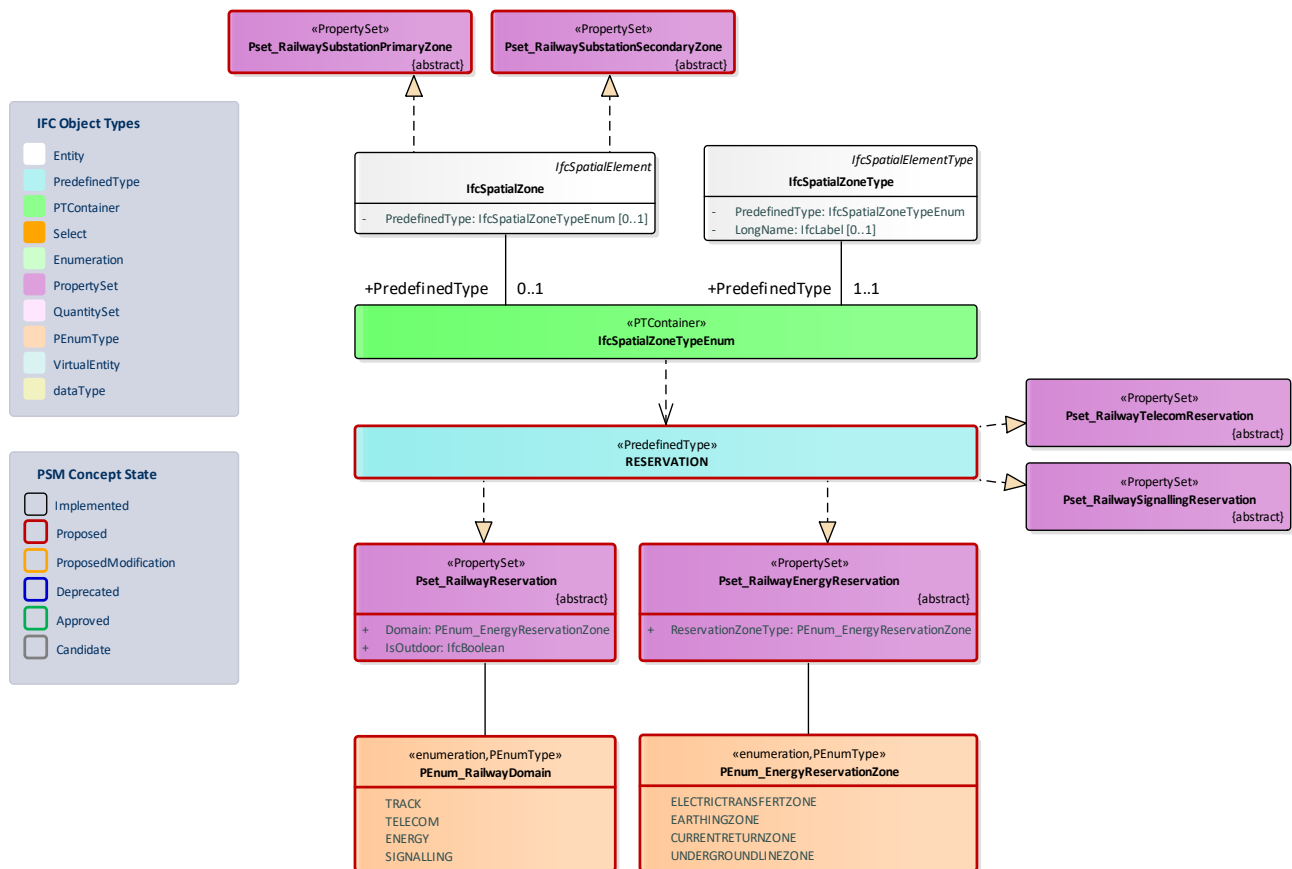 «PropertySet»
Pset_RailwaySubstationPrimaryZone
{abstract}
«PropertySet»
Pset_RailwaySubstationSecondaryZone
{abstract}
IFC Object Types
Entity
PredefinedType
PTContainer
Select
Enumeration
PropertySet
QuantitySet
PEnumType
VirtualEntity
dataType
PSM Concept State
Implemented
Proposed
ProposedModification
Deprecated
Approved
Candidate
IfcSpatialElement
IfcSpatialZone
- PredefinedType: IfcSpatialZoneTypeEnum [0..1]
IfcSpatialElementType
IfcSpatialZoneType
- PredefinedType: IfcSpatialZoneTypeEnum
- LongName: IfcLabel [0..1]
+PredefinedType 0..1
+PredefinedType 1..1
«PTContainer»
IfcSpatialZoneTypeEnum
«PredefinedType»
RESERVATION
«PropertySet»
Pset_RailwayTelecomReservation
{abstract}
«PropertySet»
Pset_RailwaySignallingReservation
{abstract}
«PropertySet»
Pset_RailwayReservation
{abstract}
+ Domain: PEnum_EnergyReservationZone
+ IsOutdoor: IfcBoolean
«PropertySet»
Pset_RailwayEnergyReservation
{abstract}
+ ReservationZoneType: PEnum_EnergyReservationZone
«enumeration,PEnumType»
PEnum_RailwayDomain
TRACK
TELECOM
ENERGY
SIGNALLING
«enumeration,PEnumType»
PEnum_EnergyReservationZone
ELECTRICTRANSFERTZONE
EARTHINGZONE
CURRENTRETURNZONE
UNDERGROUNDLINEZONE